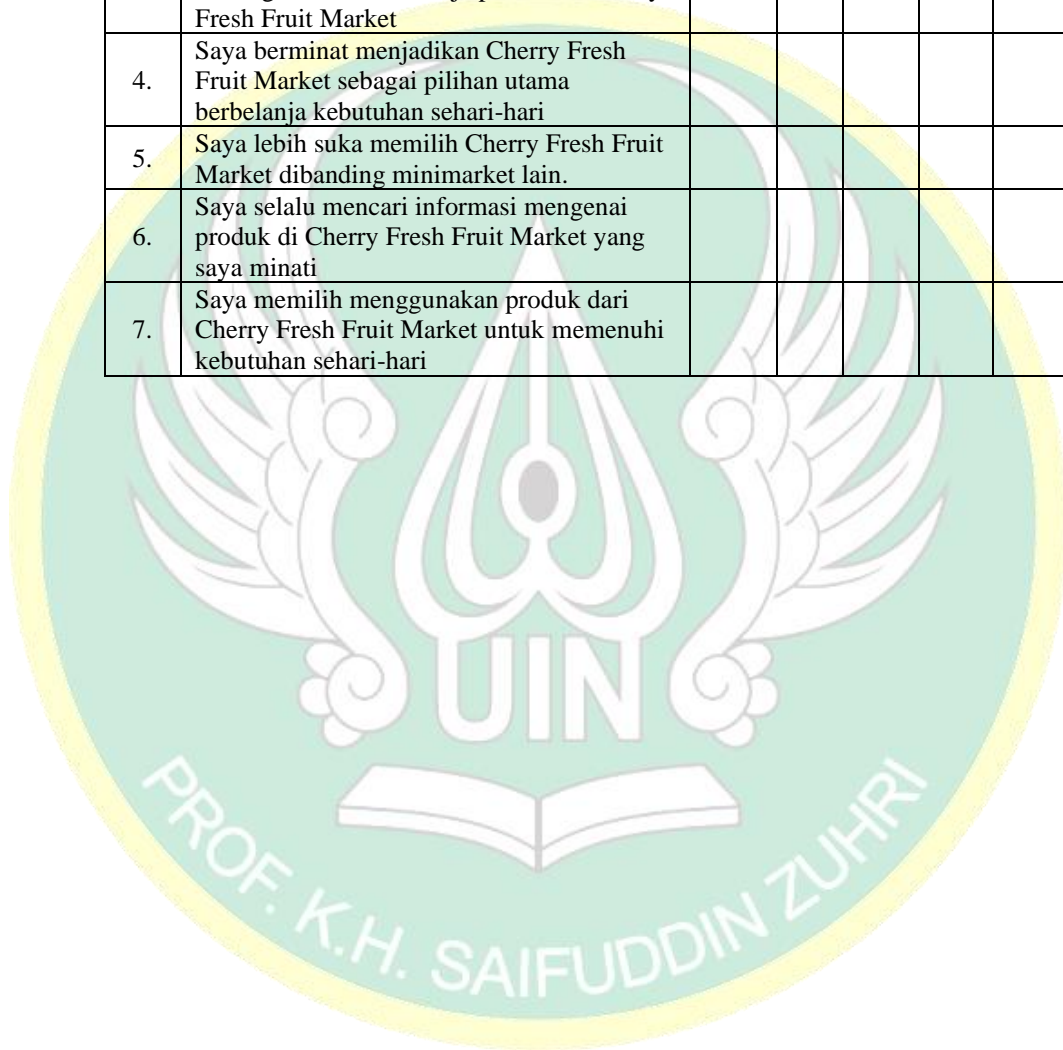 Fresh Fruit Market
4.
Saya berminat menjadikan Cherry Fresh
Fruit Market sebagai pilihan utama
berbelanja kebutuhan sehari-hari
5.
Saya lebih suka memilih Cherry Fresh Fruit
Market dibanding minimarket lain.
6.
Saya selalu mencari informasi mengenai
produk di Cherry Fresh Fruit Market yang
saya minati
7.
Saya memilih menggunakan produk dari
Cherry Fresh Fruit Market untuk memenuhi
kebutuhan sehari-hari
UIN
PROF. K.H. SAIFUDDIN ZUHRI